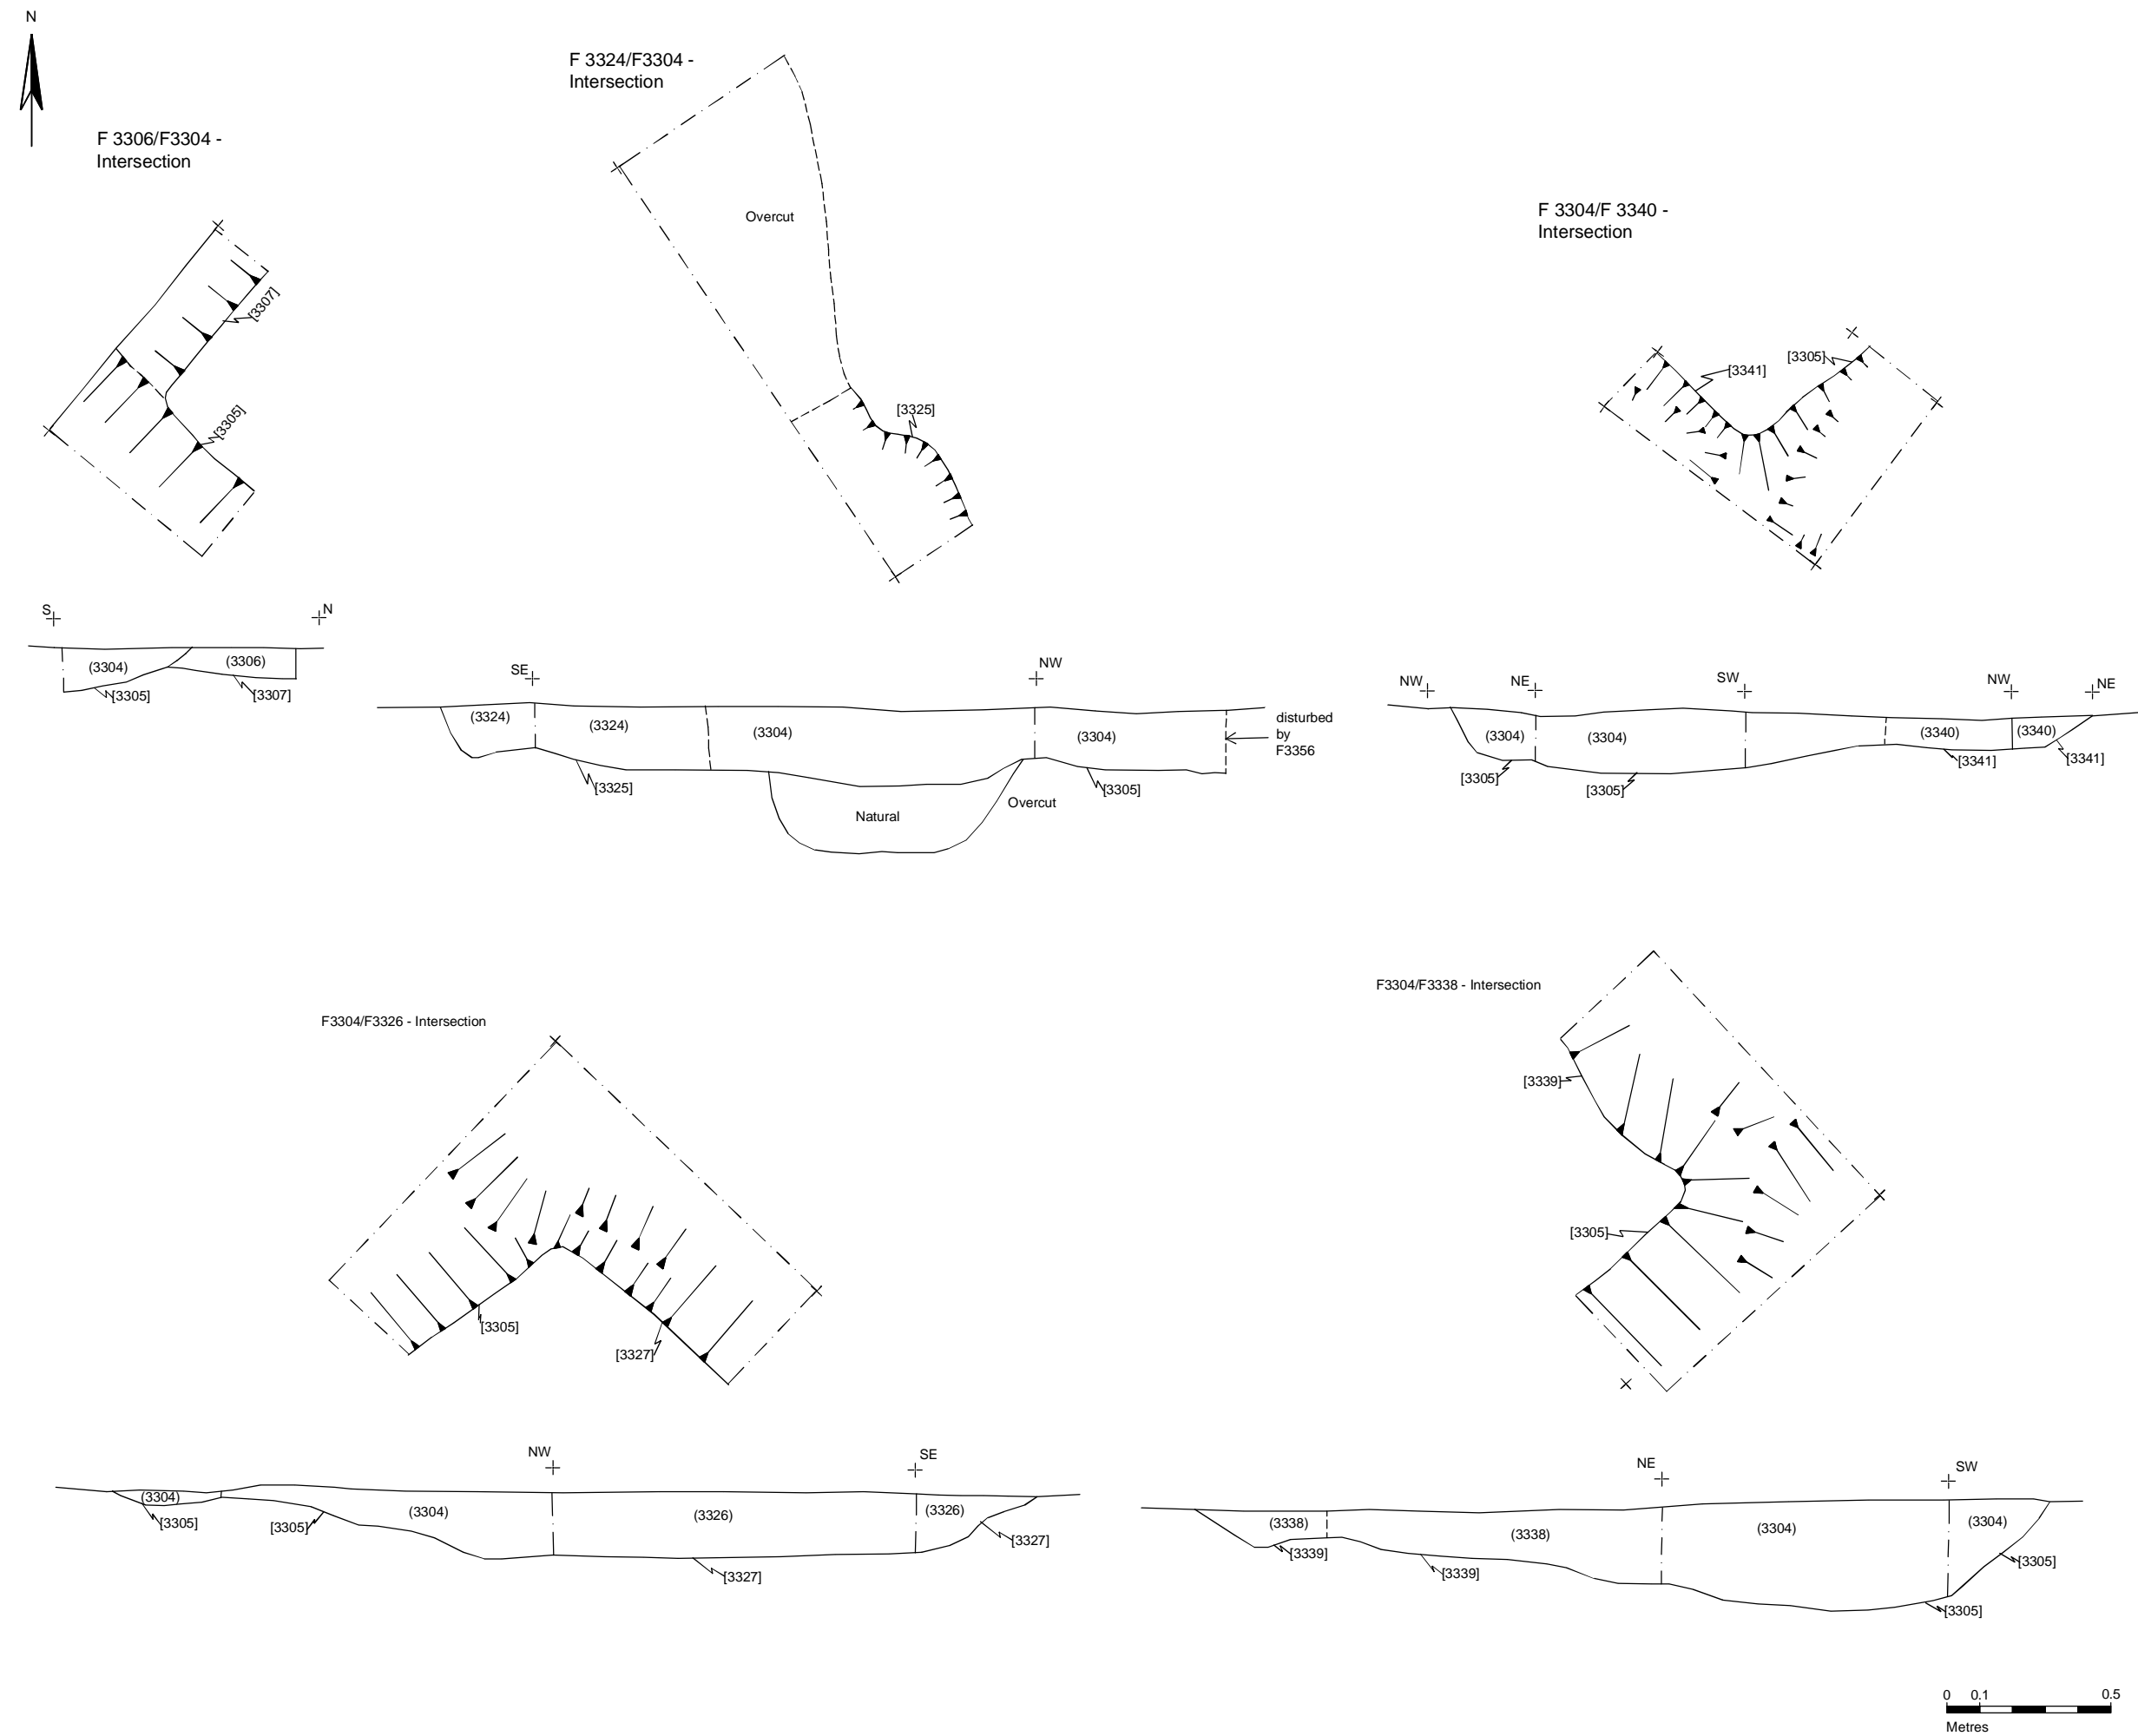 N
F 3306/F3304 -
Intersection
[3307]
[3305]
S
N
(3304)
(3306)
[3305]
[3307]
F 3324/F3304 -
Intersection
Overcut
[3325]
SE
NW
(3324)
(3324)
(3304)
(3304)
disturbed
by
F3356
[3325]
[3305]
Natural
Overcut
F 3304/F 3340 -
Intersection
[3341]
[3305]
NW
NE
SW
NW
NE
(3304)
(3304)
(3340)
(3340)
[3305]
[3305]
[3341]
[3341]
F3304/F3326 - Intersection
[3305]
[3327]
NW
SE
(3304)
(3304)
(3326)
(3326)
[3305]
[3305]
[3327]
[3327]
F3304/F3338 - Intersection
[3339]
[3305]
NE
SW
(3338)
(3338)
(3304)
(3304)
[3339]
[3339]
[3305]
[3305]
0 0.1 0.5
Metres